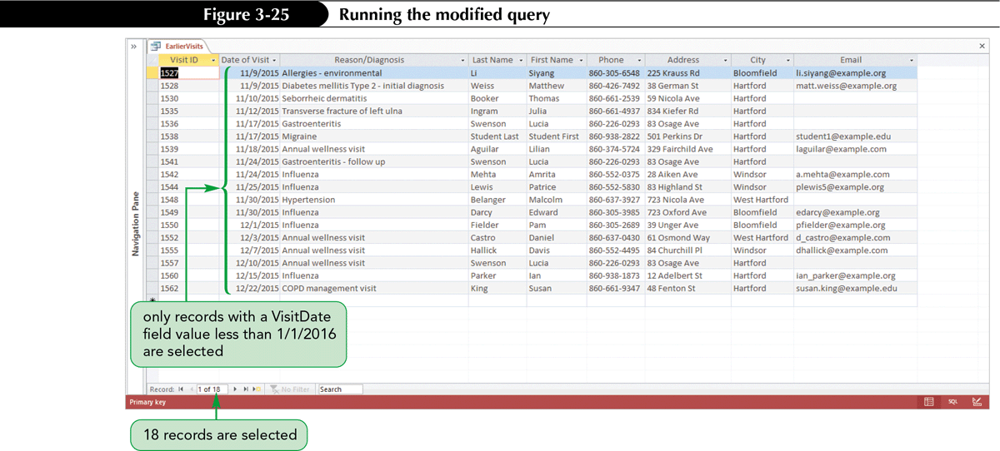 Figure 3-25 Running the modified query
EarlierVisits
Visit ID Date of Visit Reason/Diagnosis Last Name First Name Phone Address City Email
1527 11/9/2015 Allergies - environmental Li Siyang 860-305-6548 225 Krauss Rd Bloomfield li.siyang@example.org
1528 11/9/2015 Diabetes mellitis Type 2 - initial diagnosis Weiss Matthew 860-426-7492 38 German St Hartford matt.weiss@example.org
1530 11/10/2015 Seborrheic dermatitis Booker Thomas 860-661-2539 59 Nicola Ave Hartford
1535 11/12/2015 Transverse fracture of left ulna Ingram Julia 860-661-4937 834 Kiefer Rd Hartford
1536 11/17/2015 Gastroenteritis Swenson Lucia 860-226-0293 83 Osage Ave Hartford
1538 11/17/2015 Migraine Student Last Student First 860-938-2822 501 Perkins Dr Hartford student1@example.edu
1539 11/18/2015 Annual wellness visit Aguilar Lilian 860-374-5724 329 Fairchild Ave Hartford laguilar@example.com
1541 11/24/2015 Gastroenteritis - follow up Swenson Lucia 860-226-0293 83 Osage Ave Hartford
1542 11/24/2015 Influenza Mehta Amrita 860-552-0375 28 Aiken Ave Windsor a.mehta@example.com
1544 11/25/2015 Influenza Lewis Patrice 860-552-5830 83 Highland St Windsor plewis5@example.org
1548 11/30/2015 Hypertension Belanger Malcolm 860-637-3927 723 Nicola Ave West Hartford
1549 11/30/2015 Influenza Darcy Edward 860-305-3985 723 Oxford Ave Bloomfield edarcy@example.org
1550 12/1/2015 Influenza Fielder Pam 860-305-2689 39 Unger Ave Bloomfield pfielder@example.org
1552 12/3/2015 Annual wellness visit Castro Daniel 860-637-0430 61 Osmond Way West Hartford d_castro@example.com
1555 12/7/2015 Annual wellness visit Hallick Davis 860-552-4495 84 Churchill Pl Windsor dhallick@example.com
1557 12/10/2015 Annual wellness visit Swenson Lucia 860-226-0293 83 Osage Ave Hartford
1560 12/15/2015 Influenza Parker Ian 860-938-1873 12 Adelbert St Hartford ian_parker@example.org
1562 12/22/2015 COPD management visit King Susan 860-661-9347 48 Fenton St Hartford susan.king@example.edu
Navigation Pane
only records with a VisitDate
field value less than 1/1/2016
are selected
Record: 1 of 18 No Filter Search
Primary key SQL
18 records are selected